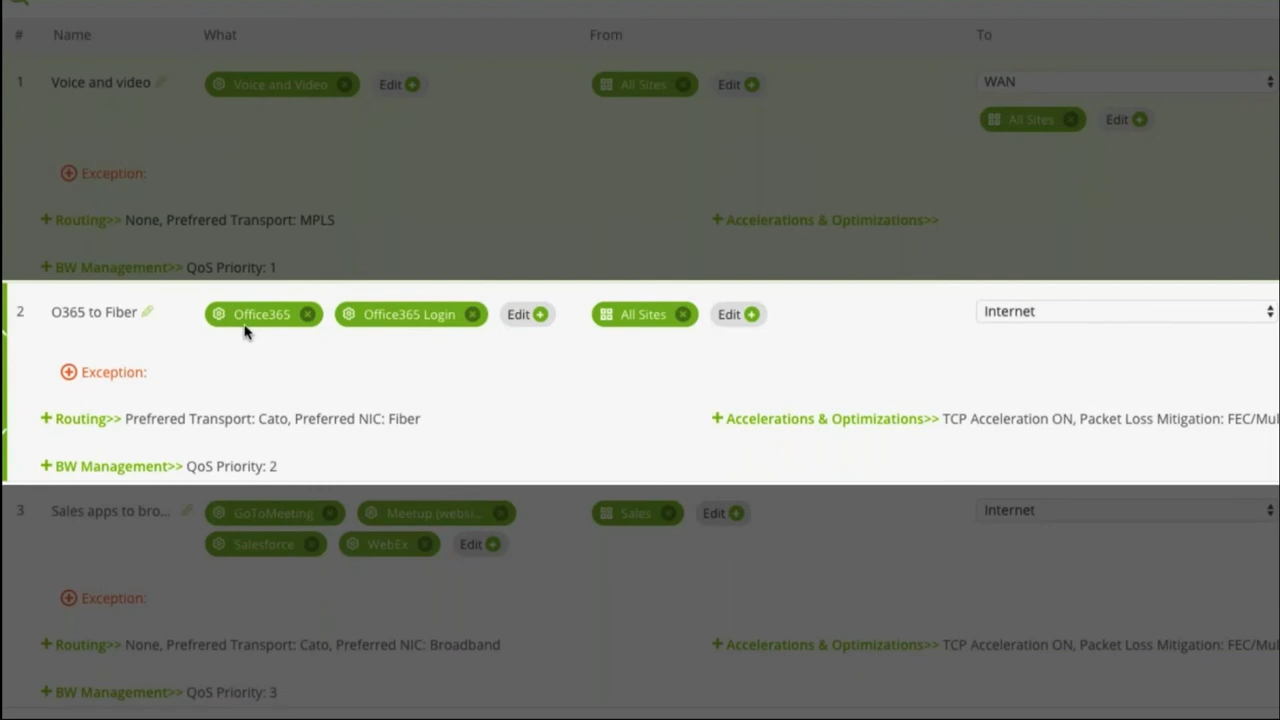 # Name What From To
1 Voice and video Voice and Video Edit All Sites Edit WAN
All Sites Edit
Exception:
Routing>> None, Prefrered Transport: MPLS Accelerations & Optimizations>>
BW Management>> QoS Priority: 1
2 O365 to Fiber Office365 Office365 Login Edit All Sites Edit Internet
Exception:
Routing>> Prefrered Transport: Cato, Preferred NIC: Fiber Accelerations & Optimizations>> TCP Acceleration ON, Packet Loss Mitigation: FEC/Mul
BW Management>> QoS Priority: 2
3 Sales apps to bro... GoToMeeting Meetup (websi... Sales Edit Internet
Salesforce WebEx Edit
Exception:
Routing>> None, Prefrered Transport: Cato, Preferred NIC: Broadband Accelerations & Optimizations>> TCP Acceleration ON, Packet Loss Mitigation: FEC/Mul
BW Management>> QoS Priority: 3